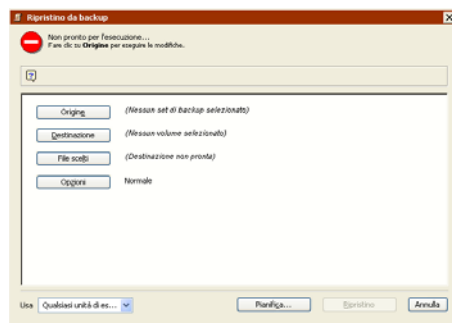 Ripristino da backup
Non pronto per l'esecuzione...
Fare clic su Origine per eseguire le modifiche.
Origine (Nessun set di backup selezionato)
Destinazione (Nessun volume selezionato)
File scelti (Destinazione non pronta)
Opzioni Normale
Usa Qualsiasi unità di es... Pianifica... Ripristino Annulla